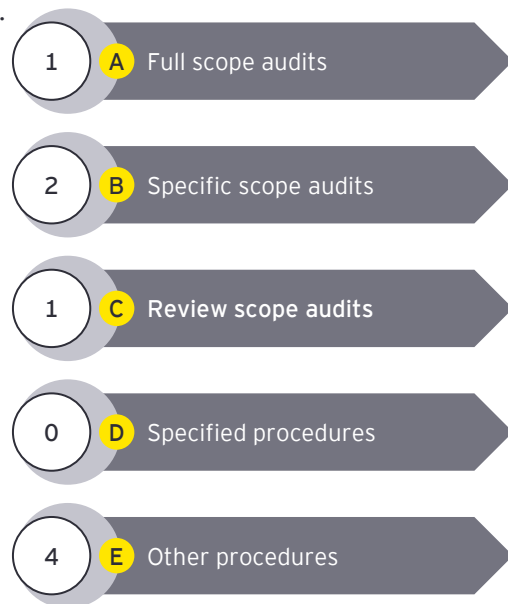 .
1 A Full scope audits
2 B Specific scope audits
1 C Review scope audits
0 D Specified procedures
4 E Other procedures